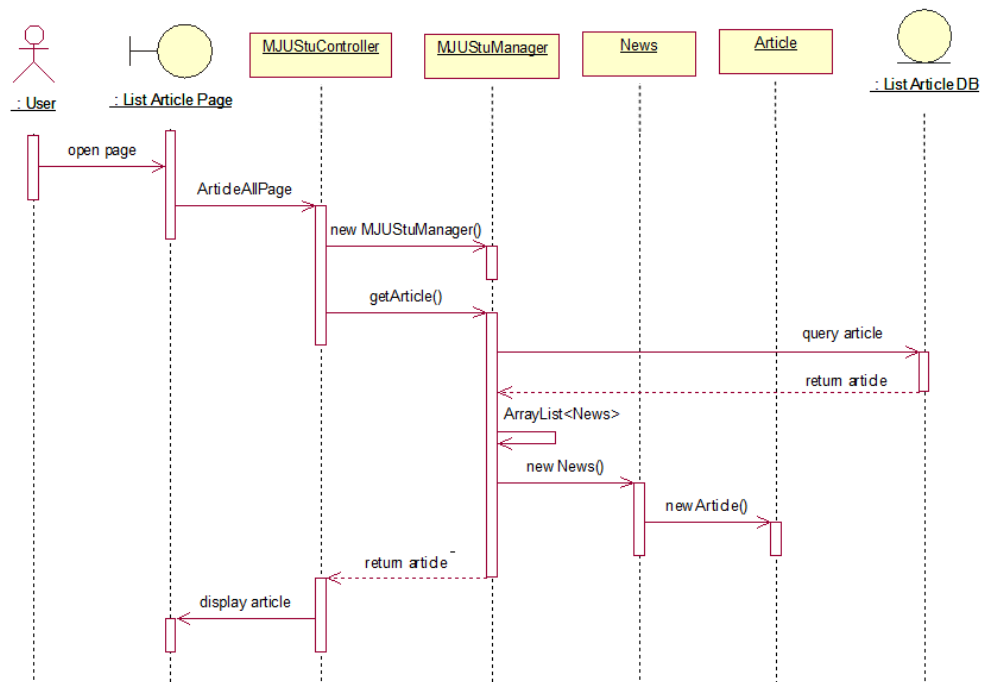 MJUStuController
MJUStuManager
News
Article
: User
: List Article Page
: List Article DB
open page
ArticleAllPage
new MJUStuManager()
getArticle()
query article
return article
ArrayList<News>
new News()
new Article()
return article
display article